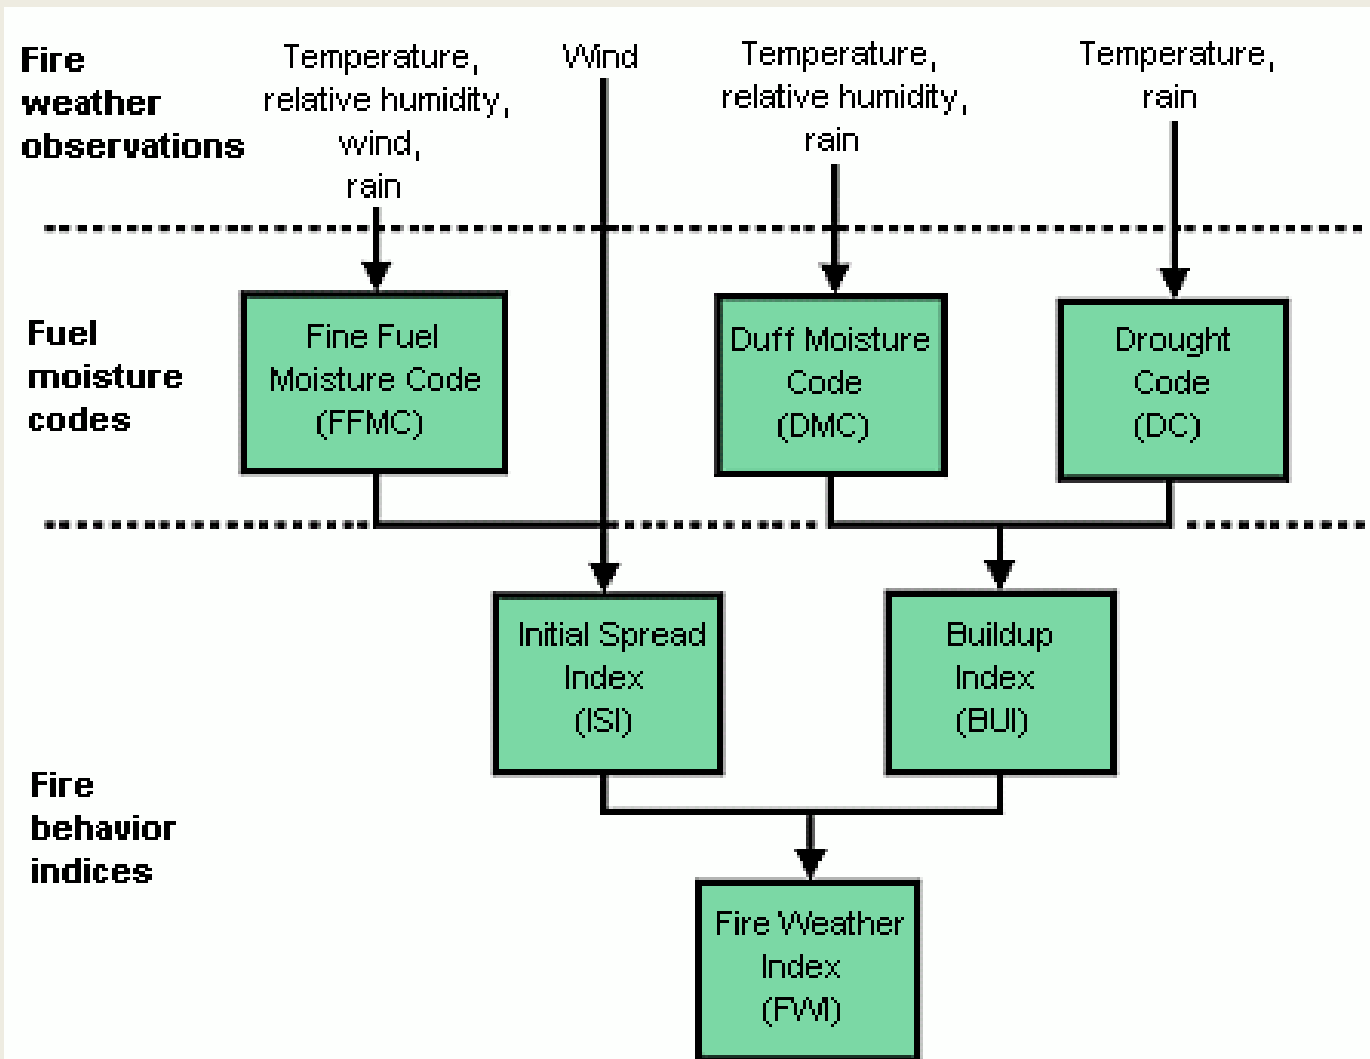 Fire
weather
observations
Temperature,
relative humidity,
wind,
rain
Wind
Temperature,
relative humidity,
rain
Temperature,
rain
Fuel
moisture
codes
Fine Fuel
Moisture Code
(FFMC)
Duff Moisture
Code
(DMC)
Drought
Code
(DC)
Fire
behavior
indices
Initial Spread
Index
(ISI)
Buildup
Index
(BUI)
Fire Weather
Index
(FWI)